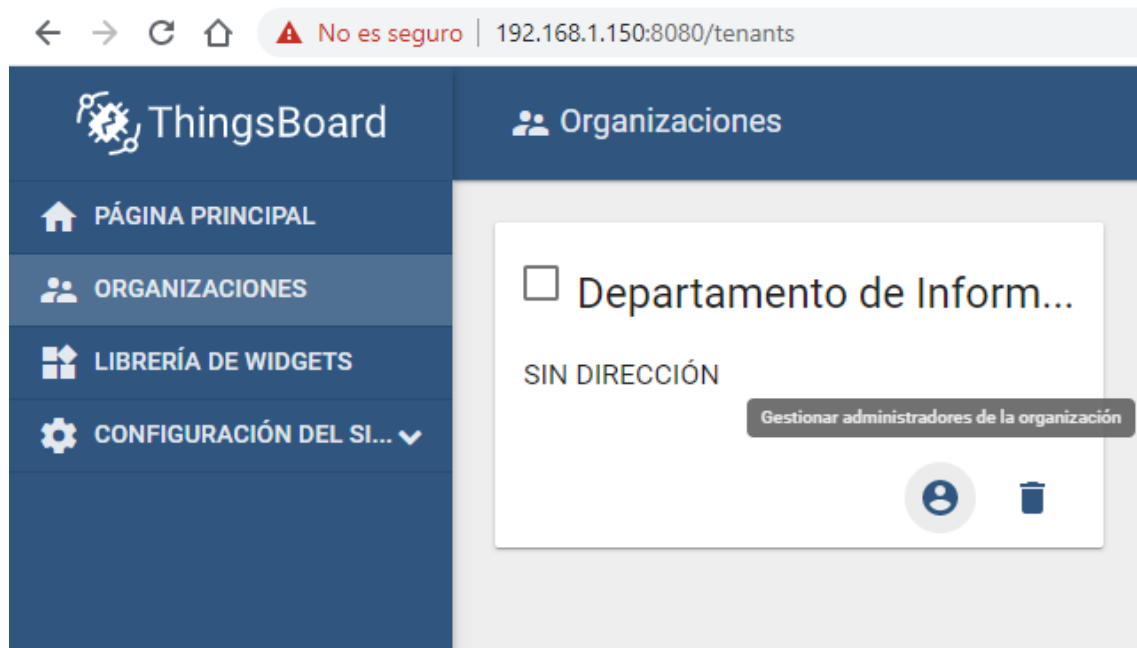 No es seguro | 192.168.1.150:8080/tenants
ThingsBoard
Organizaciones
PÁGINA PRINCIPAL
ORGANIZACIONES
LIBRERÍA DE WIDGETS
CONFIGURACIÓN DEL SI...
Departamento de Inform...
SIN DIRECCIÓN
Gestionar administradores de la organización